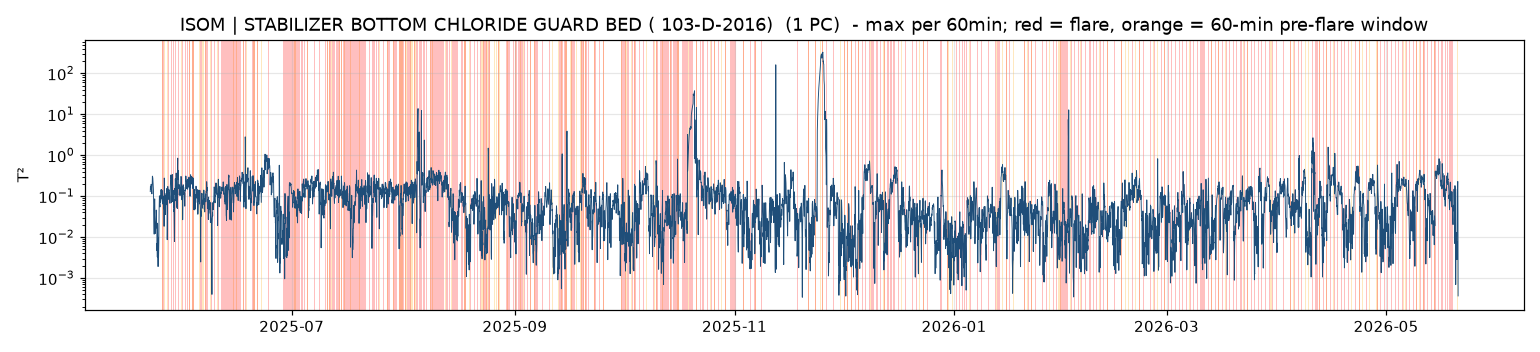 ISOM | STABILIZER BOTTOM CHLORIDE GUARD BED ( 103-D-2016)  (1 PC)  - max per 60min; red = flare, orange = 60-min pre-flare window
T²
10²
10¹
10⁰
10⁻¹
10⁻²
10⁻³
2025-07 2025-09 2025-11 2026-01 2026-03 2026-05